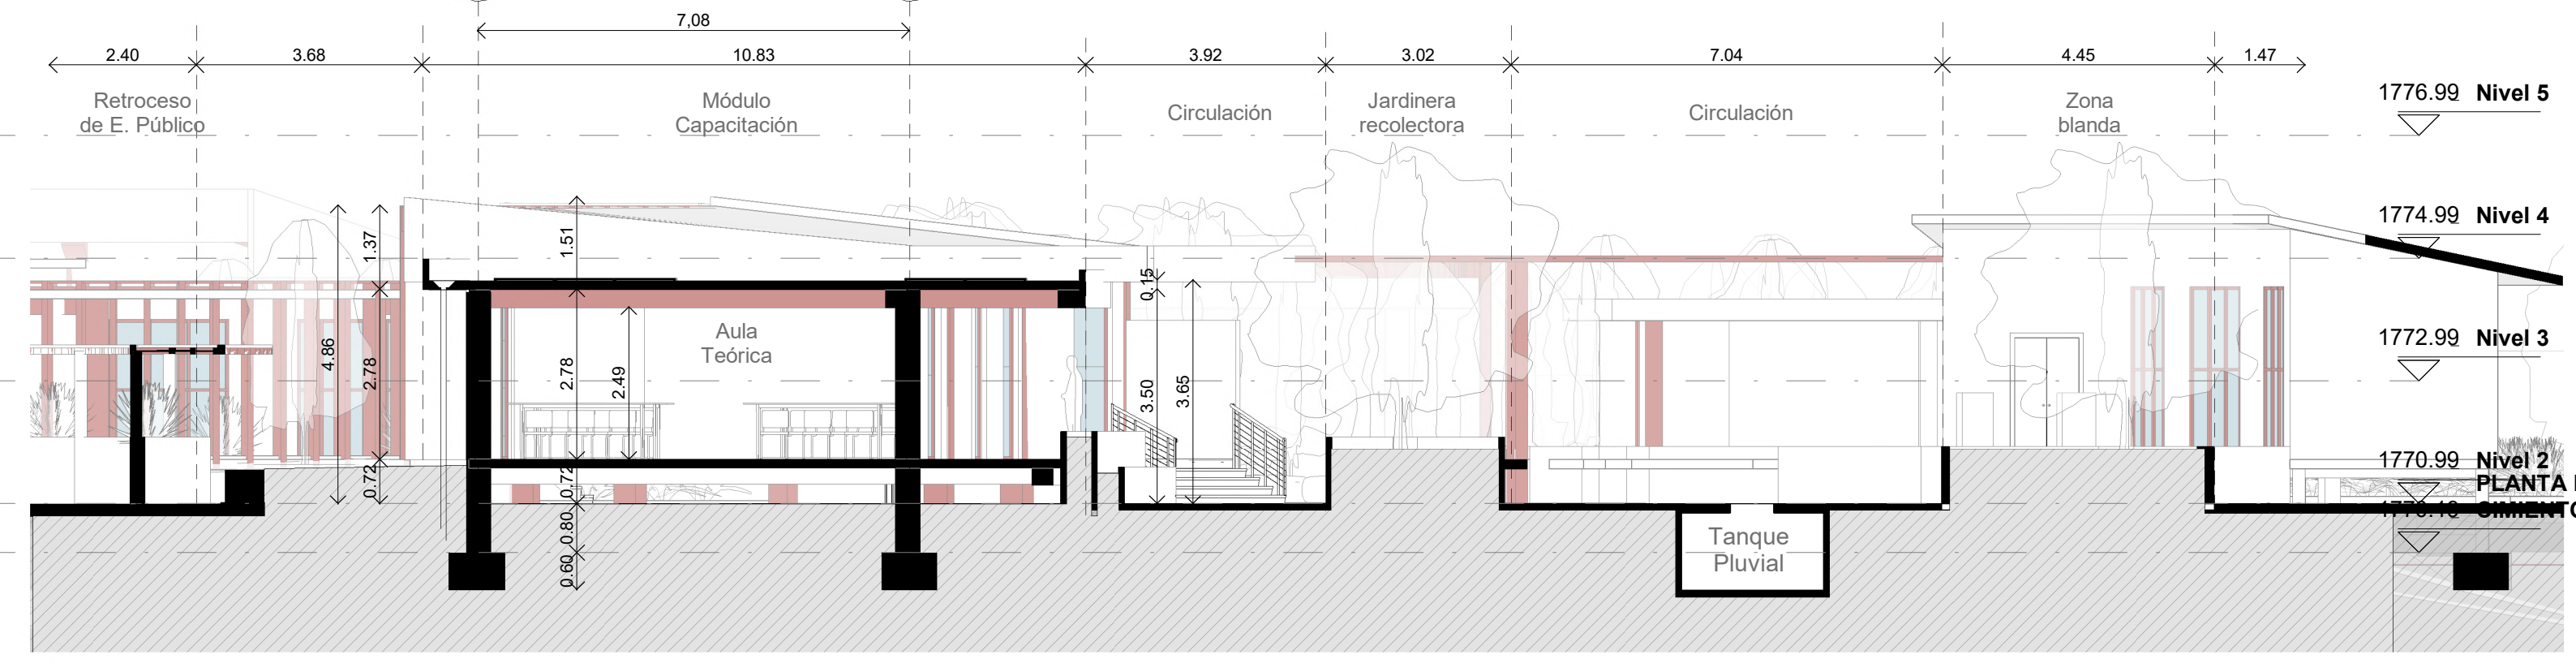 7,08
2.40
3.68
10.83
3.92
3.02
7.04
4.45
1.47
Retroceso
de E. Público
Módulo
Capacitación
Circulación
Jardinera
recolectora
Circulación
Zona
blanda
1776.99 Nivel 5
1774.99 Nivel 4
1772.99 Nivel 3
1770.99 Nivel 2
PLANTA
1.37
4.86
2.78
0.72
1.51
2.78
2.49
0.72
0.80
0.60
Aula
Teórica
0.15
3.50
3.65
Tanque
Pluvial